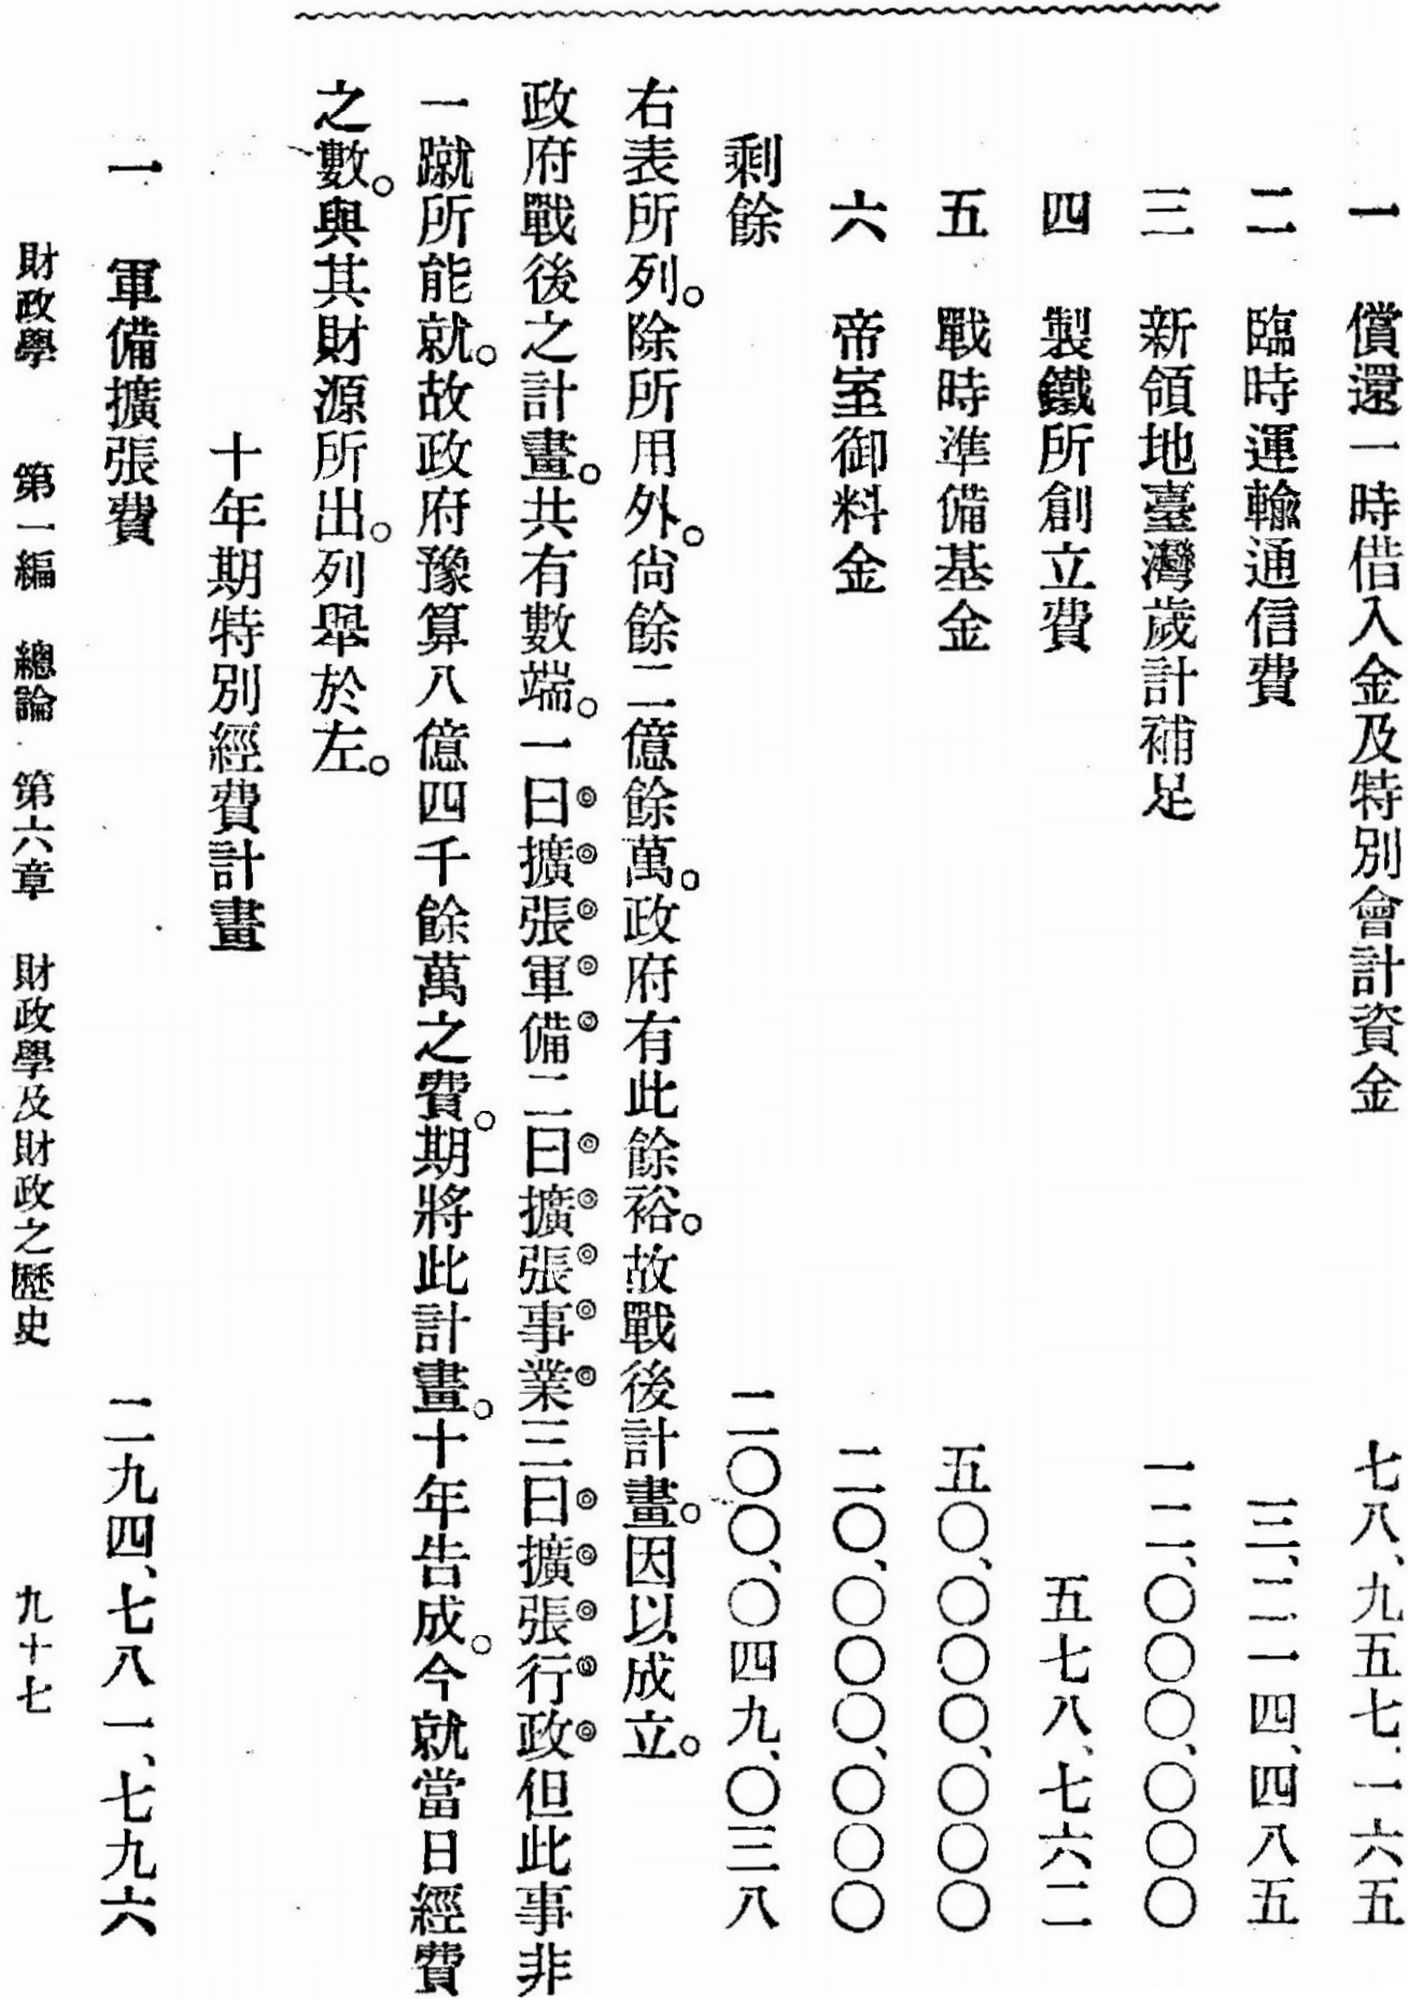 一　償還一時借入金及特別會計資金　七八、九五七、一六五
二　臨時運輸通信費　三、二一四、四八五
三　新領地臺灣歲計補足　一二、〇〇〇、〇〇〇
四　製鐵所創立費　五七八、七六二
五　戰時準備基金　五〇、〇〇〇、〇〇〇
六　帝室御料金　二〇、〇〇〇、〇〇〇
剩餘　二〇〇、〇四九、〇三八
右表所列。除所用外。尙餘二億餘萬。政府有此餘裕。故戰後計畫。因以成立。
政府戰後之計畫。共有數端。一曰擴張軍備二曰擴張事業三曰擴張行政但此事非
一蹴所能就。故政府豫算八億四千餘萬之費。期將此計畫。十年告成。今就當日經費
之數。與其財源所出。列舉於左。
十年期特別經費計畫
一　軍備擴張費　二九四、七八一、七九六
財政學　第一編　總論　第六章　財政學及財政之歷史　九十七